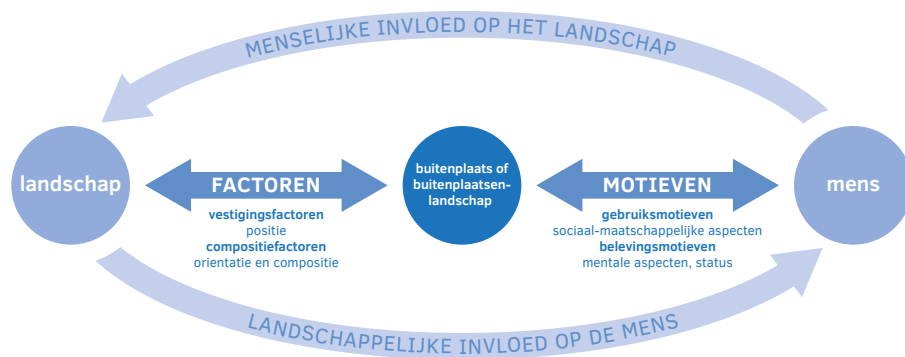 MENSELIJKE INVLOED OP HET LANDSCHAP
landschap
FACTOREN
vestigingsfactoren
positie
compositiefactoren
orientatie en compositie
buitenplaats of
buitenplaatsen-
landschap
MOTIEVEN
gebruiksmotieven
sociaal-maatschappelijke aspecten
belevingsmotieven
mentale aspecten, status
mens
LANDSCHAPPELIJKE INVLOED OP DE MENS